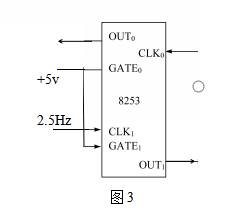 OUT₀
CLK₀
GATE₀
+5v
8253
2.5Hz
CLK₁
GATE₁
OUT₁
图3